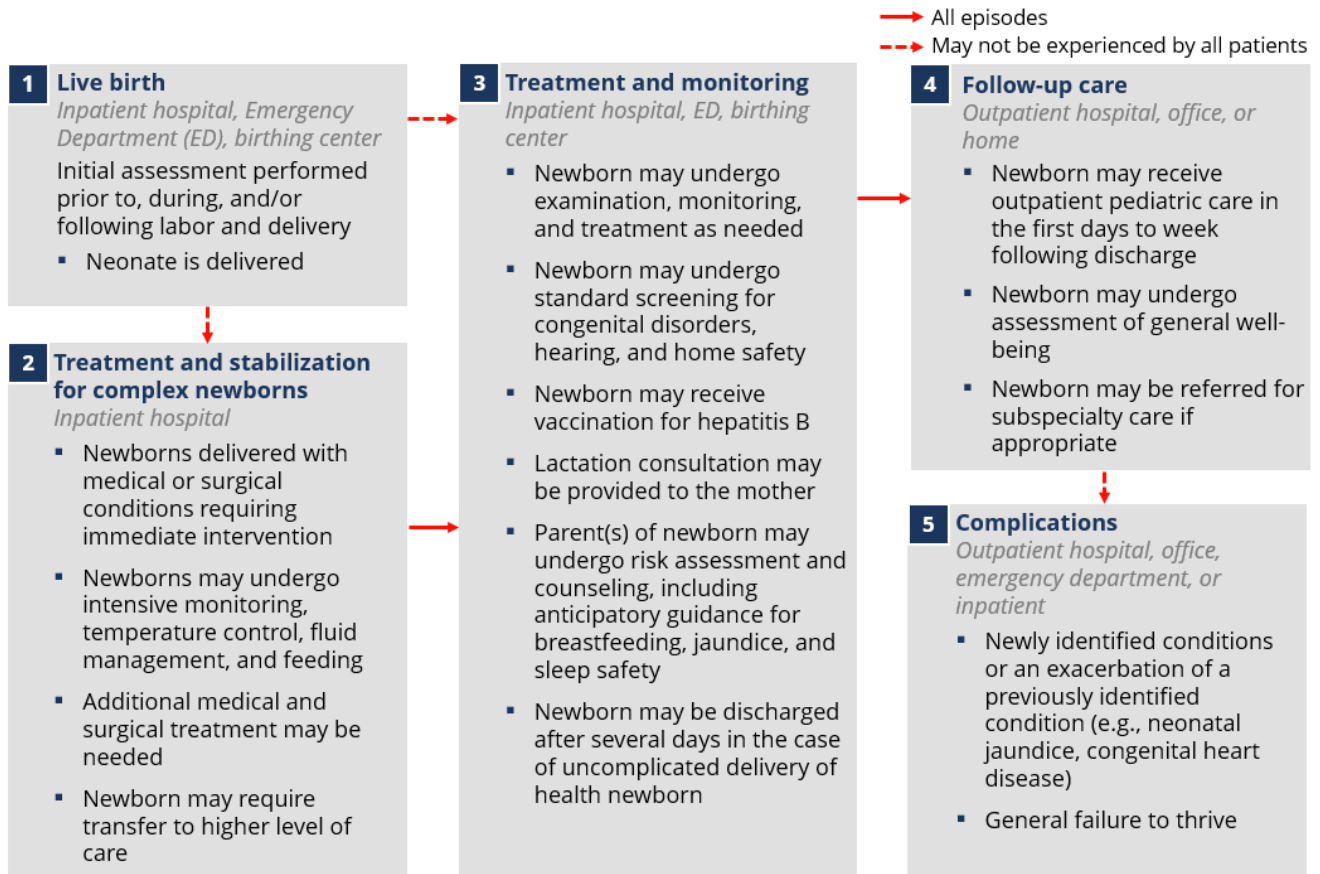 All episodes
May not be experienced by all patients
1
Live birth
Inpatient hospital, Emergency
Department (ED), birthing center
Initial assessment performed
prior to, during, and/or
following labor and delivery
▪ Neonate is delivered
2
Treatment and stabilization
for complex newborns
Inpatient hospital
▪ Newborns delivered with
medical or surgical
conditions requiring
immediate intervention
▪ Newborns may undergo
intensive monitoring,
temperature control, fluid
management, and feeding
▪ Additional medical and
surgical treatment may be
needed
▪ Newborn may require
transfer to higher level of
care
3
Treatment and monitoring
Inpatient hospital, ED, birthing
center
▪ Newborn may undergo
examination, monitoring,
and treatment as needed
▪ Newborn may undergo
standard screening for
congenital disorders,
hearing, and home safety
▪ Newborn may receive
vaccination for hepatitis B
▪ Lactation consultation may
be provided to the mother
▪ Parent(s) of newborn may
undergo risk assessment and
counseling, including
anticipatory guidance for
breastfeeding, jaundice, and
sleep safety
▪ Newborn may be discharged
after several days in the case
of uncomplicated delivery of
health newborn
4
Follow-up care
Outpatient hospital, office, or
home
▪ Newborn may receive
outpatient pediatric care in
the first days to week
following discharge
▪ Newborn may undergo
assessment of general well-
being
▪ Newborn may be referred for
subspecialty care if
appropriate
5
Complications
Outpatient hospital, office,
emergency department, or
inpatient
▪ Newly identified conditions
or an exacerbation of a
previously identified
condition (e.g., neonatal
jaundice, congenital heart
disease)
▪ General failure to thrive